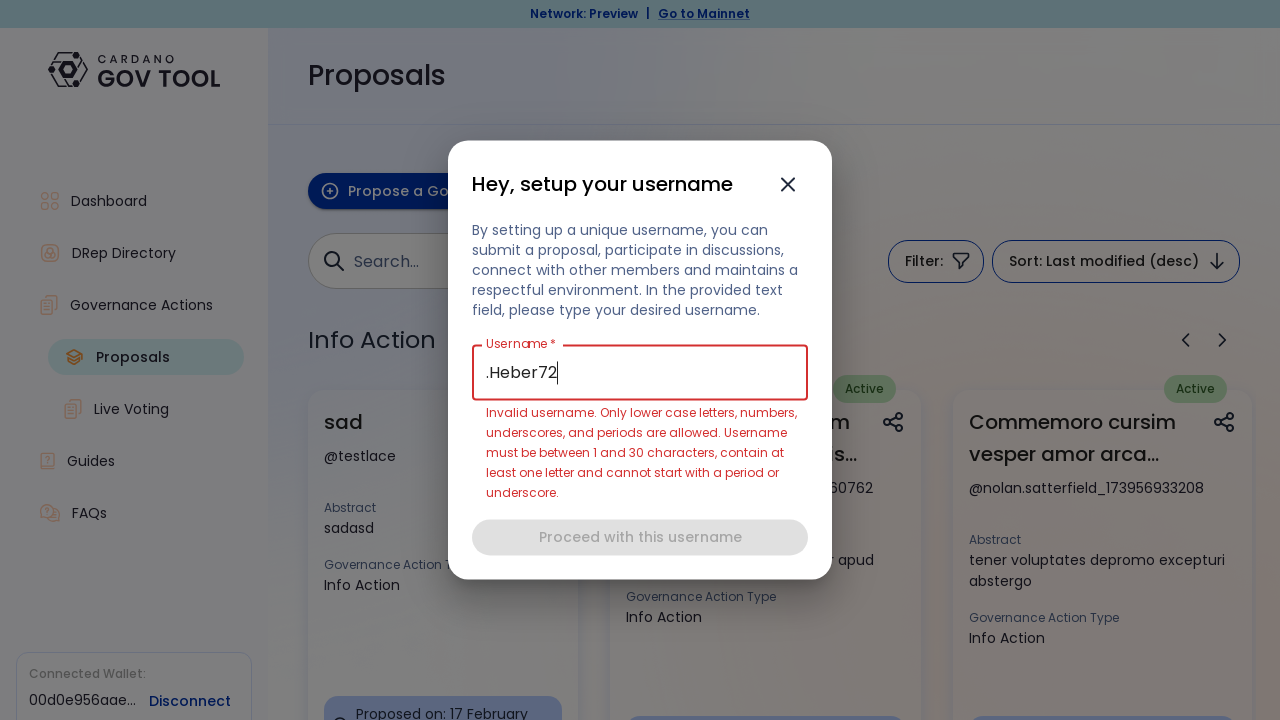 Network: Preview | Go to Mainnet
CARDANO
GOV TOOL
Proposals
Dashboard
DRep Directory
Governance Actions
Proposals
Live Voting
Guides
FAQs
Connected Wallet:
00d0e956aae... Disconnect
Propose a Go
Search...
Filter:
Sort: Last modified (desc)
Info Action
Hey, setup your username
By setting up a unique username, you can
submit a proposal, participate in discussions,
connect with other members and maintains a
respectful environment. In the provided text
field, please type your desired username.
Username *
.Heber72
Invalid username. Only lower case letters, numbers,
underscores, and periods are allowed. Username
must be between 1 and 30 characters, contain at
least one letter and cannot start with a period or
underscore.
Proceed with this username
sad
@testlace
Abstract
sadasd
Governance Action
Info Action
Proposed on: 17 February
Active
60762
apud
Governance Action Type
Info Action
Active
Commemoro cursim
vesper amor arca...
@nolan.satterfield_173956933208
Abstract
tener voluptates depromo excepturi
abstergo
Governance Action Type
Info Action